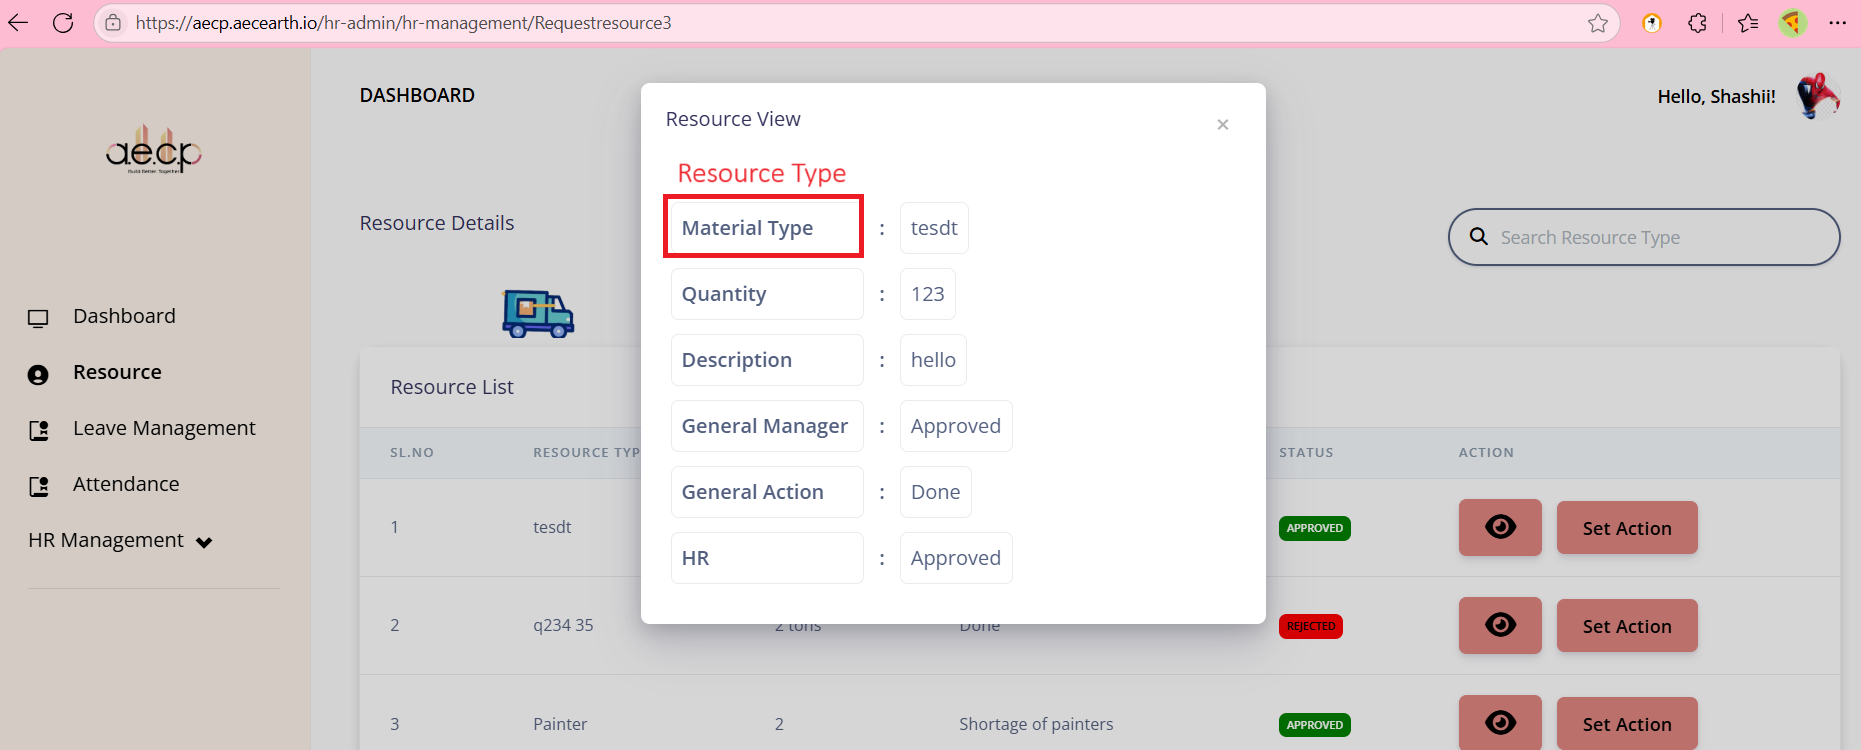 https://aecp.aecearth.io/hr-admin/hr-management/Requestresource3
DASHBOARD
Hello, Shashii!
a.e.c.p
Build Better. Together
Resource Details
Search Resource Type
Dashboard
Resource
Leave Management
Attendance
HR Management
Resource View
×
Resource Type
Material Type : tesdt
Quantity : 123
Description : hello
General Manager : Approved
General Action : Done
HR : Approved
Resource List
SL.NO RESOURCE TYP STATUS ACTION
1 tesdt APPROVED Set Action
2 q234 35 2 tons Done REJECTED Set Action
3 Painter 2 Shortage of painters APPROVED Set Action